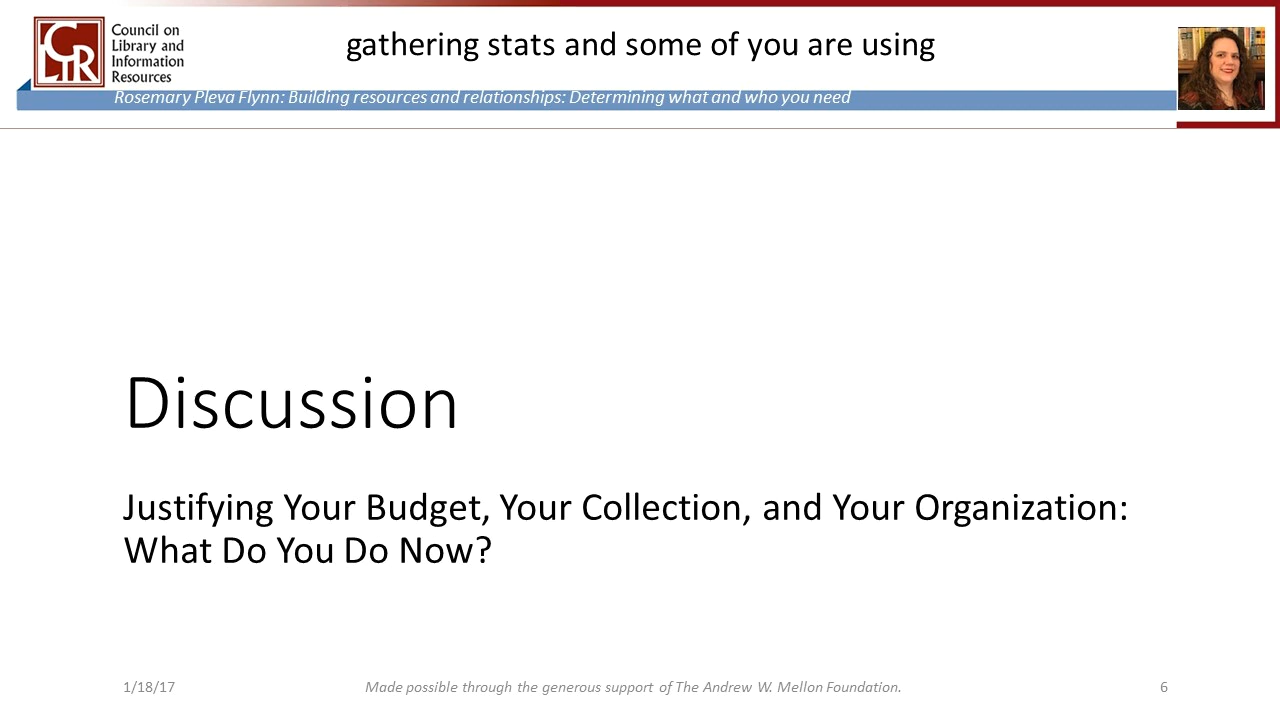 Council on
Library and
Information
Resources
CLIR
gathering stats and some of you are using
Rosemary Pleva Flynn: Building resources and relationships: Determining what and who you need
Discussion
Justifying Your Budget, Your Collection, and Your Organization:
What Do You Do Now?
1/18/17
Made possible through the generous support of The Andrew W. Mellon Foundation.
6